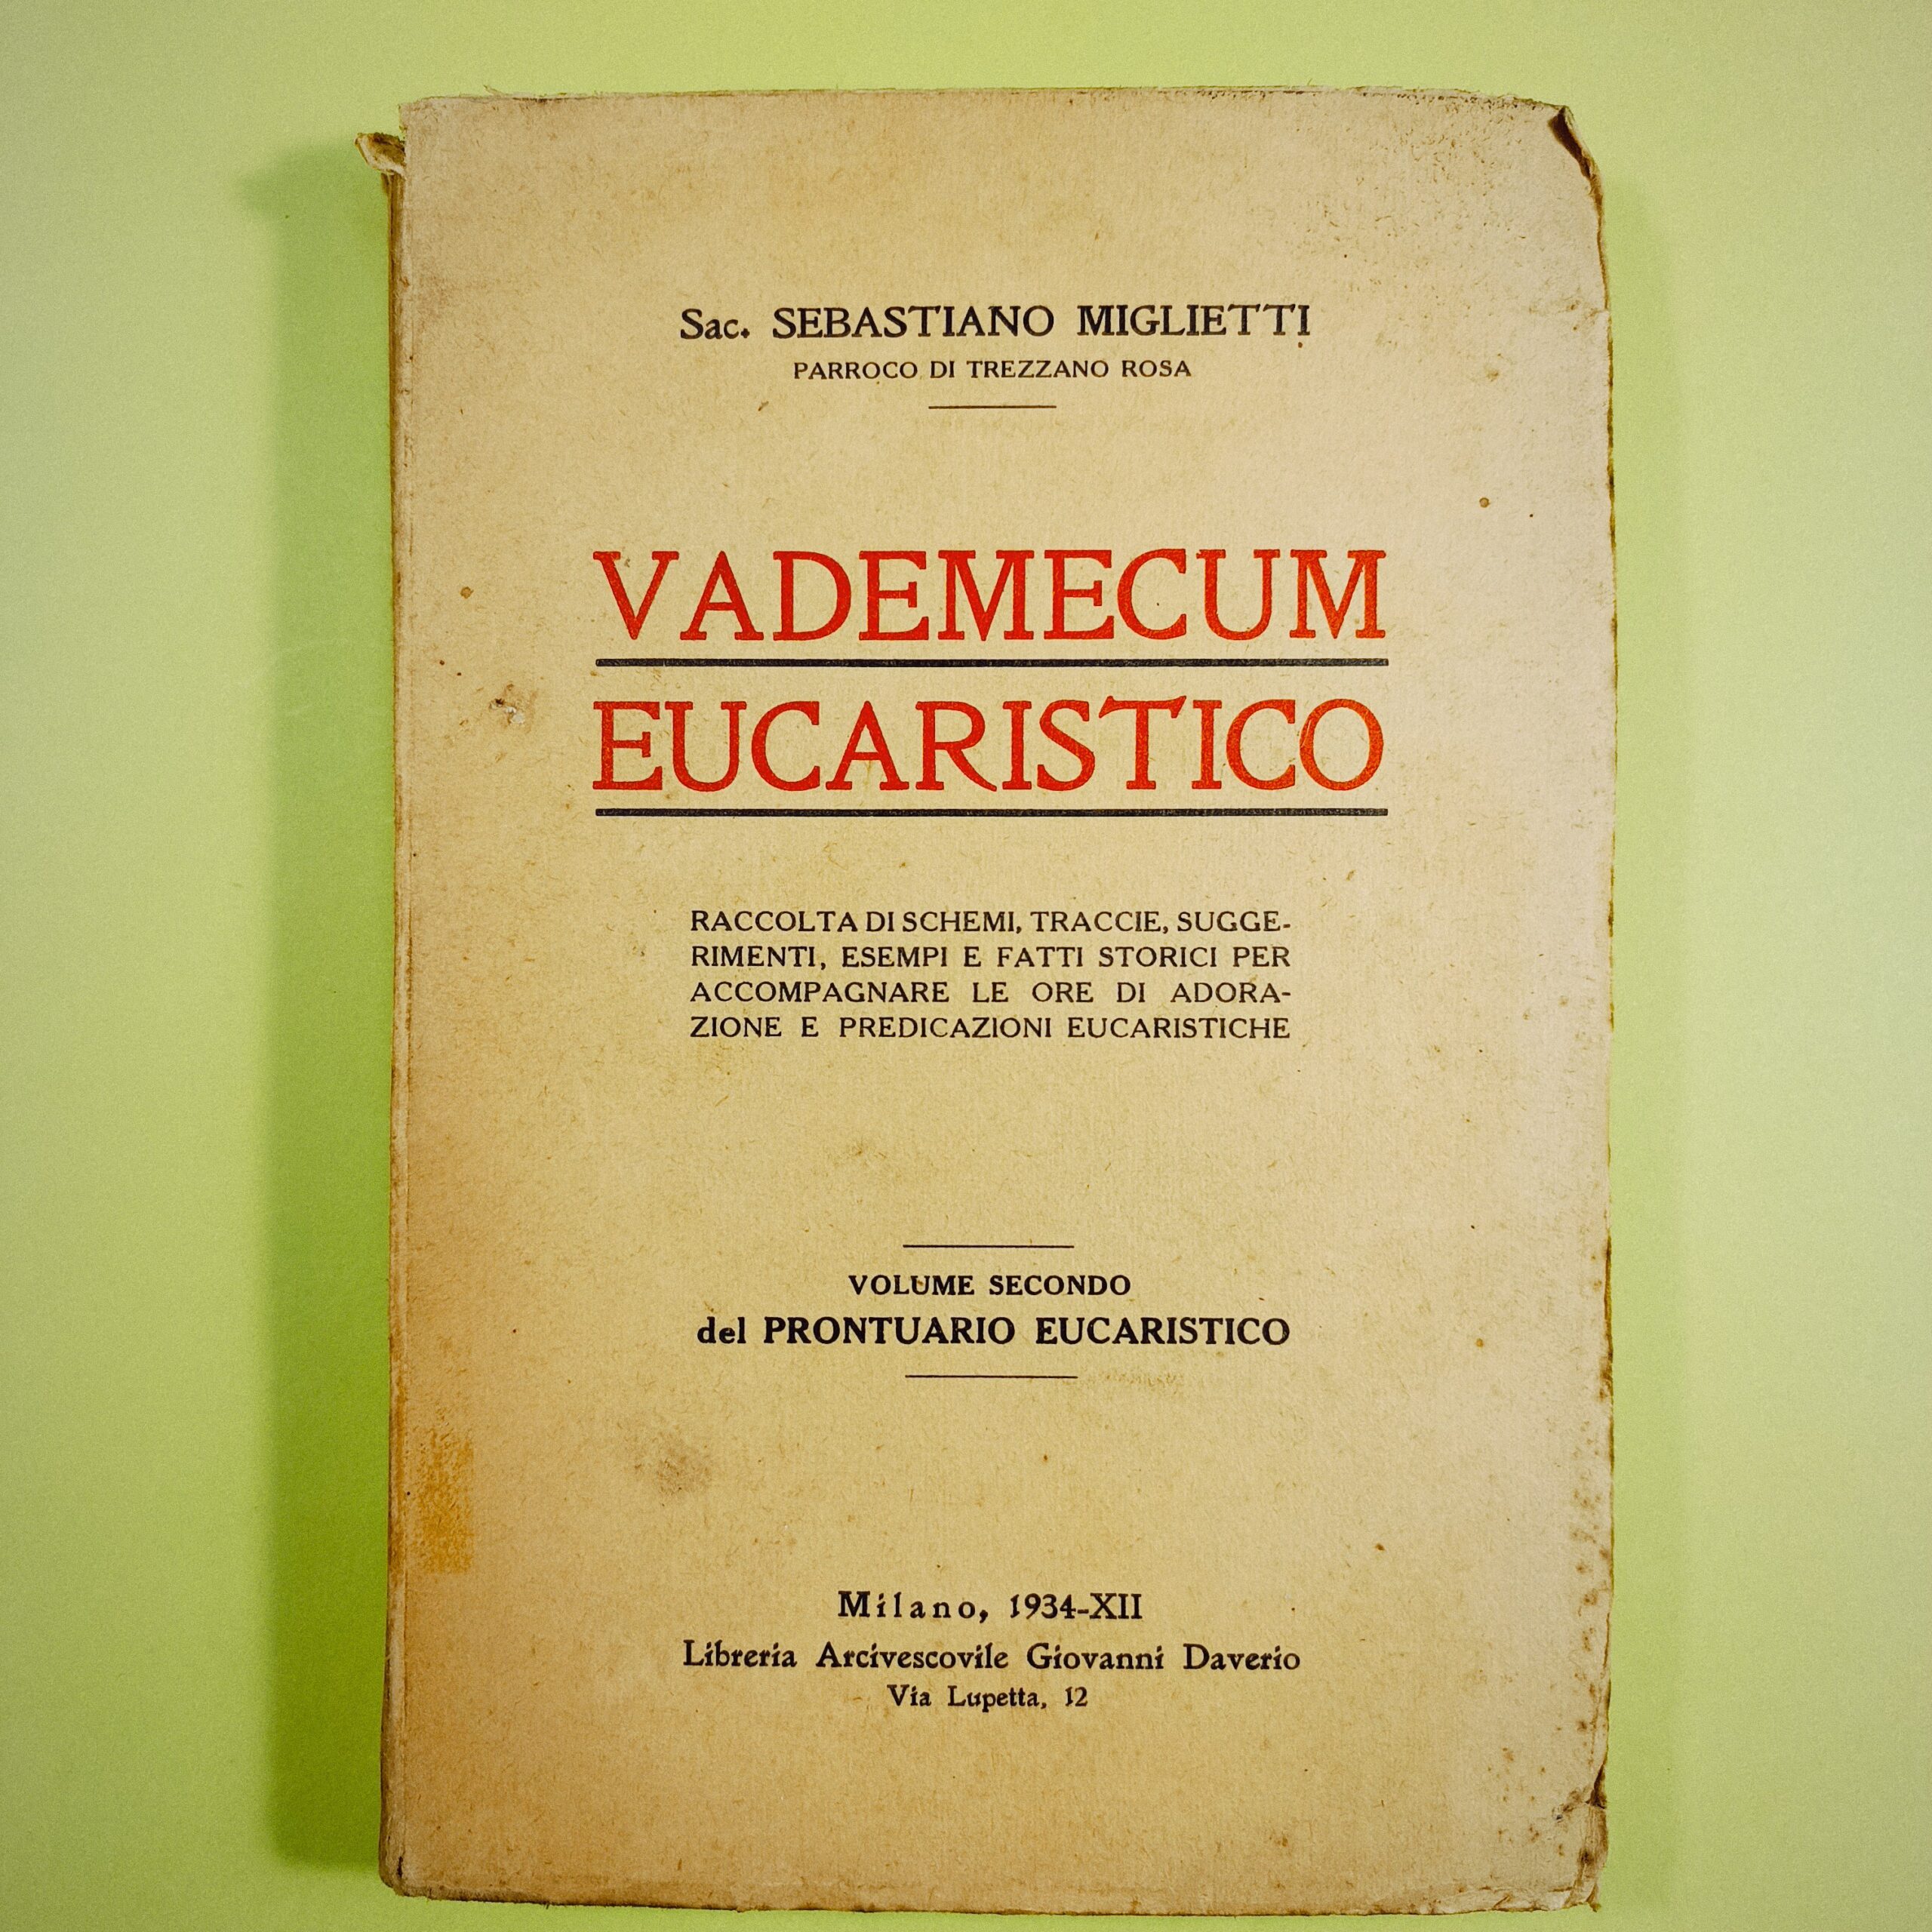 Sac. SEBASTIANO MIGLIETTI
PARROCO DI TREZZANO ROSA
VADEMECUM
EUCARISTICO
RACCOLTA DI SCHEMI, TRACCIE, SUGGE-
RIMENTI, ESEMPI E FATTI STORICI PER
ACCOMPAGNARE LE ORE DI ADORA-
ZIONE E PREDICAZIONI EUCARISTICHE
VOLUME SECONDO
del PRONTUARIO EUCARISTICO
Milano, 1934-XII
Libreria Arcivescovile Giovanni Daverio
Via Lupetta, 12